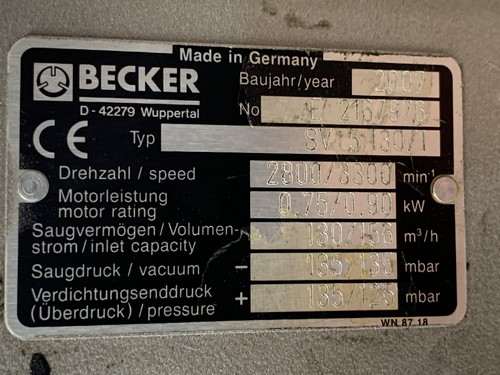 Made in Germany
BECKER
D - 42279 Wuppertal
Baujahr/year 2007
No E/216/976
CE Typ SV 5.130/1
Drehzahl / speed 2800/3300 min-1
Motorleistung
motor rating 0,75/0,90 kW
Saugvermögen / Volumen-
strom / inlet capacity 130/156 m³/h
Saugdruck / vacuum − 135/135 mbar
Verdichtungsenddruck
(Überdruck) / pressure + 135/125 mbar
WN 87 18